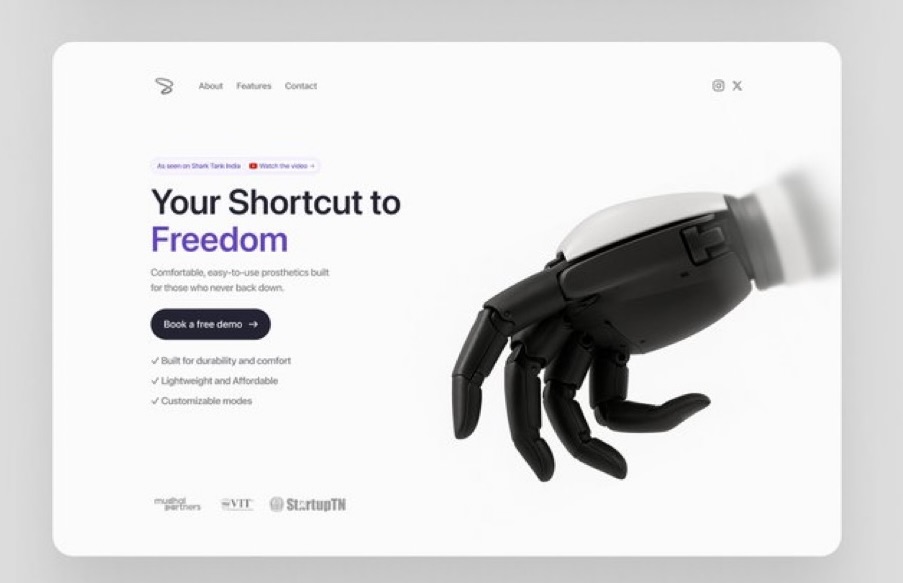 About Features Contact
As seen on Shark Tank India Watch the video →
Your Shortcut to
Freedom
Comfortable, easy-to-use prosthetics built
for those who never back down.
Book a free demo →
✓ Built for durability and comfort
✓ Lightweight and Affordable
✓ Customizable modes
mudhal
partners
VIT
StartupTN